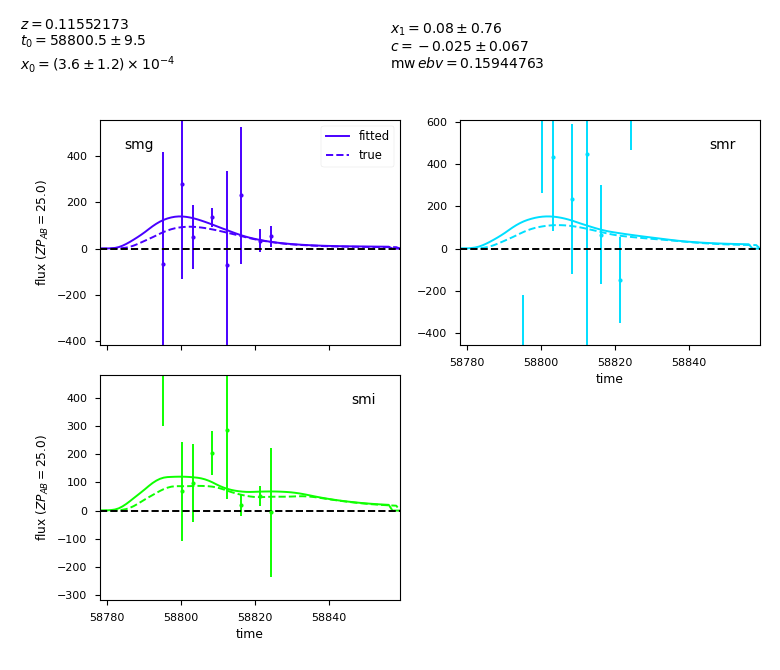 z = 0.11552173
t₀ = 58800.5 ± 9.5
x₀ = (3.6 ± 1.2) × 10⁻⁴
x₁ = 0.08 ± 0.76
c = −0.025 ± 0.067
mw ebv = 0.15944763
smg
fitted
true
400
200
0
−200
−400
flux (ZP_AB = 25.0)
smr
600
400
200
0
−200
−400
58780 58800 58820 58840
time
smi
400
300
200
100
0
−100
−200
−300
flux (ZP_AB = 25.0)
58780 58800 58820 58840
time